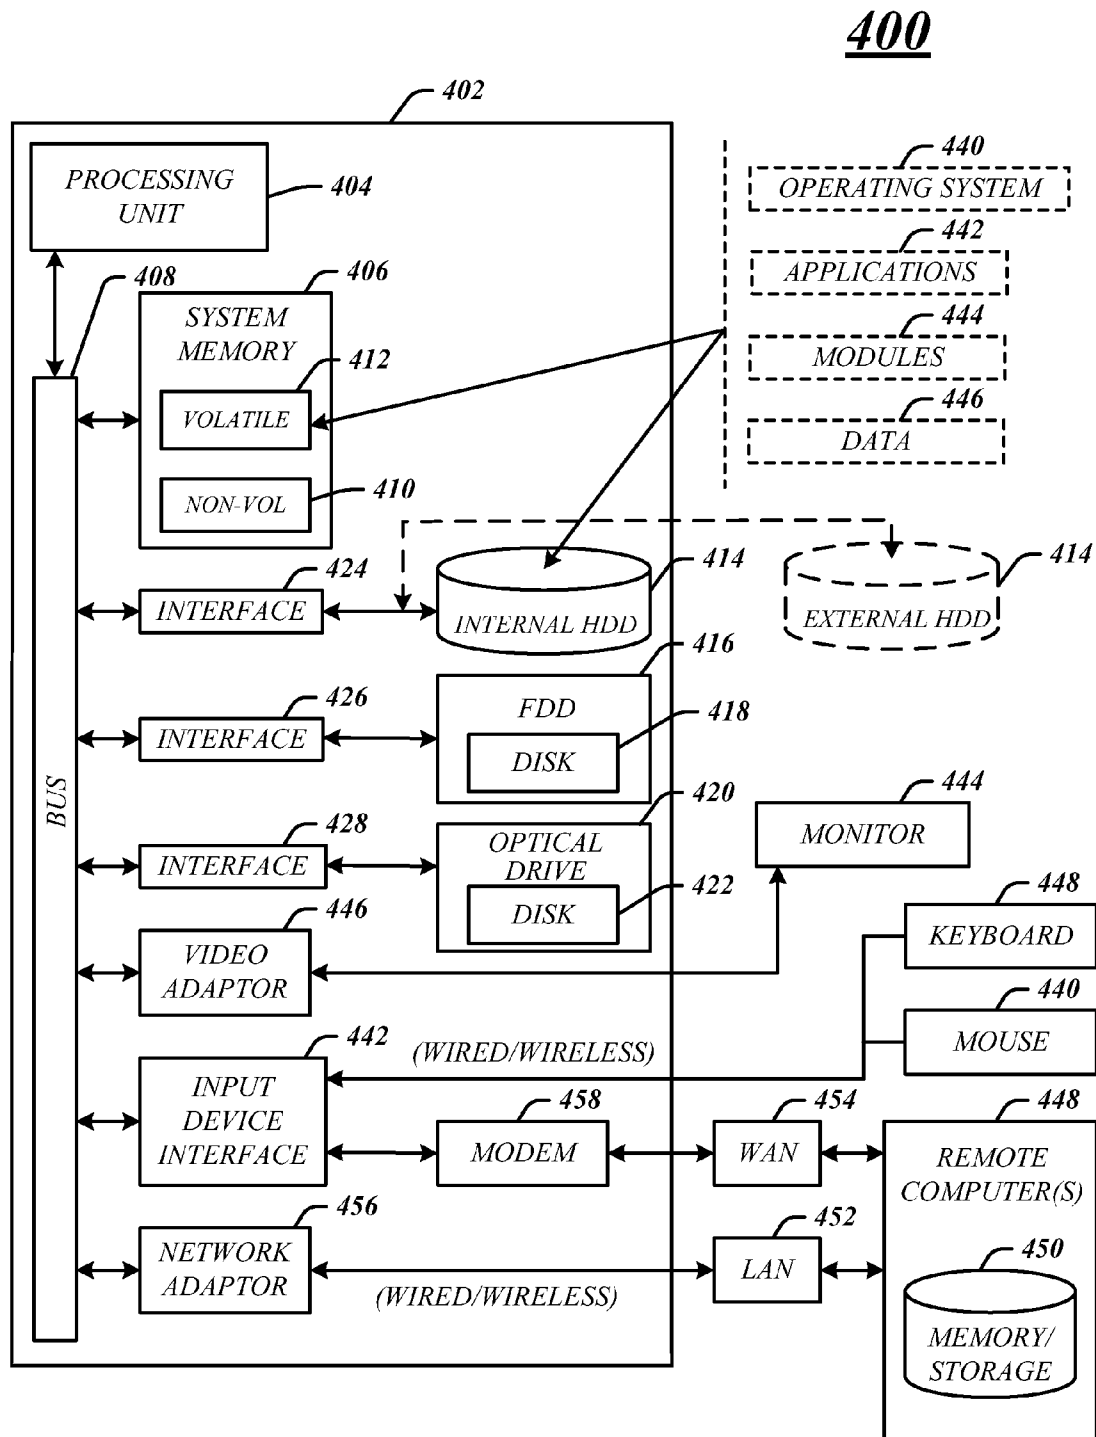 400
402
PROCESSING
UNIT
404
408
406
SYSTEM
MEMORY
412
VOLATILE
410
NON-VOL
440
OPERATING SYSTEM
442
APPLICATIONS
444
MODULES
446
DATA
424
INTERFACE
414
INTERNAL HDD
414
EXTERNAL HDD
416
FDD
418
DISK
426
INTERFACE
BUS
420
OPTICAL
DRIVE
422
DISK
428
INTERFACE
444
MONITOR
446
VIDEO
ADAPTOR
448
KEYBOARD
440
MOUSE
442
INPUT
DEVICE
INTERFACE
(WIRED/WIRELESS)
458
MODEM
454
WAN
448
REMOTE
COMPUTER(S)
456
NETWORK
ADAPTOR
(WIRED/WIRELESS)
452
LAN
450
MEMORY/
STORAGE